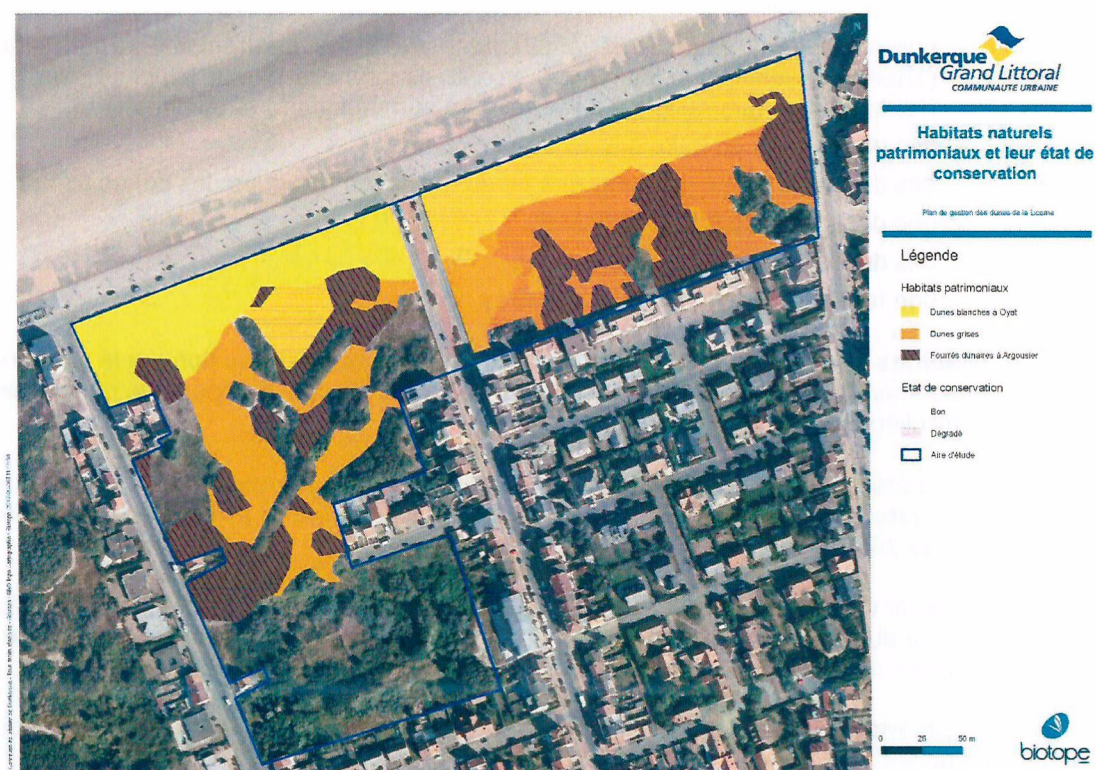 Dunkerque
Grand Littoral
COMMUNAUTE URBAINE
Habitats naturels
patrimoniaux et leur état de
conservation
Plan de gestion des dunes de la Licorne
Légende
Habitats patrimoniaux
Dunes blanches à Oyat
Dunes grises
Fourrés dunaires à Argousier
Etat de conservation
Bon
Dégradé
Aire d'étude
0 25 50 m
biotope
N